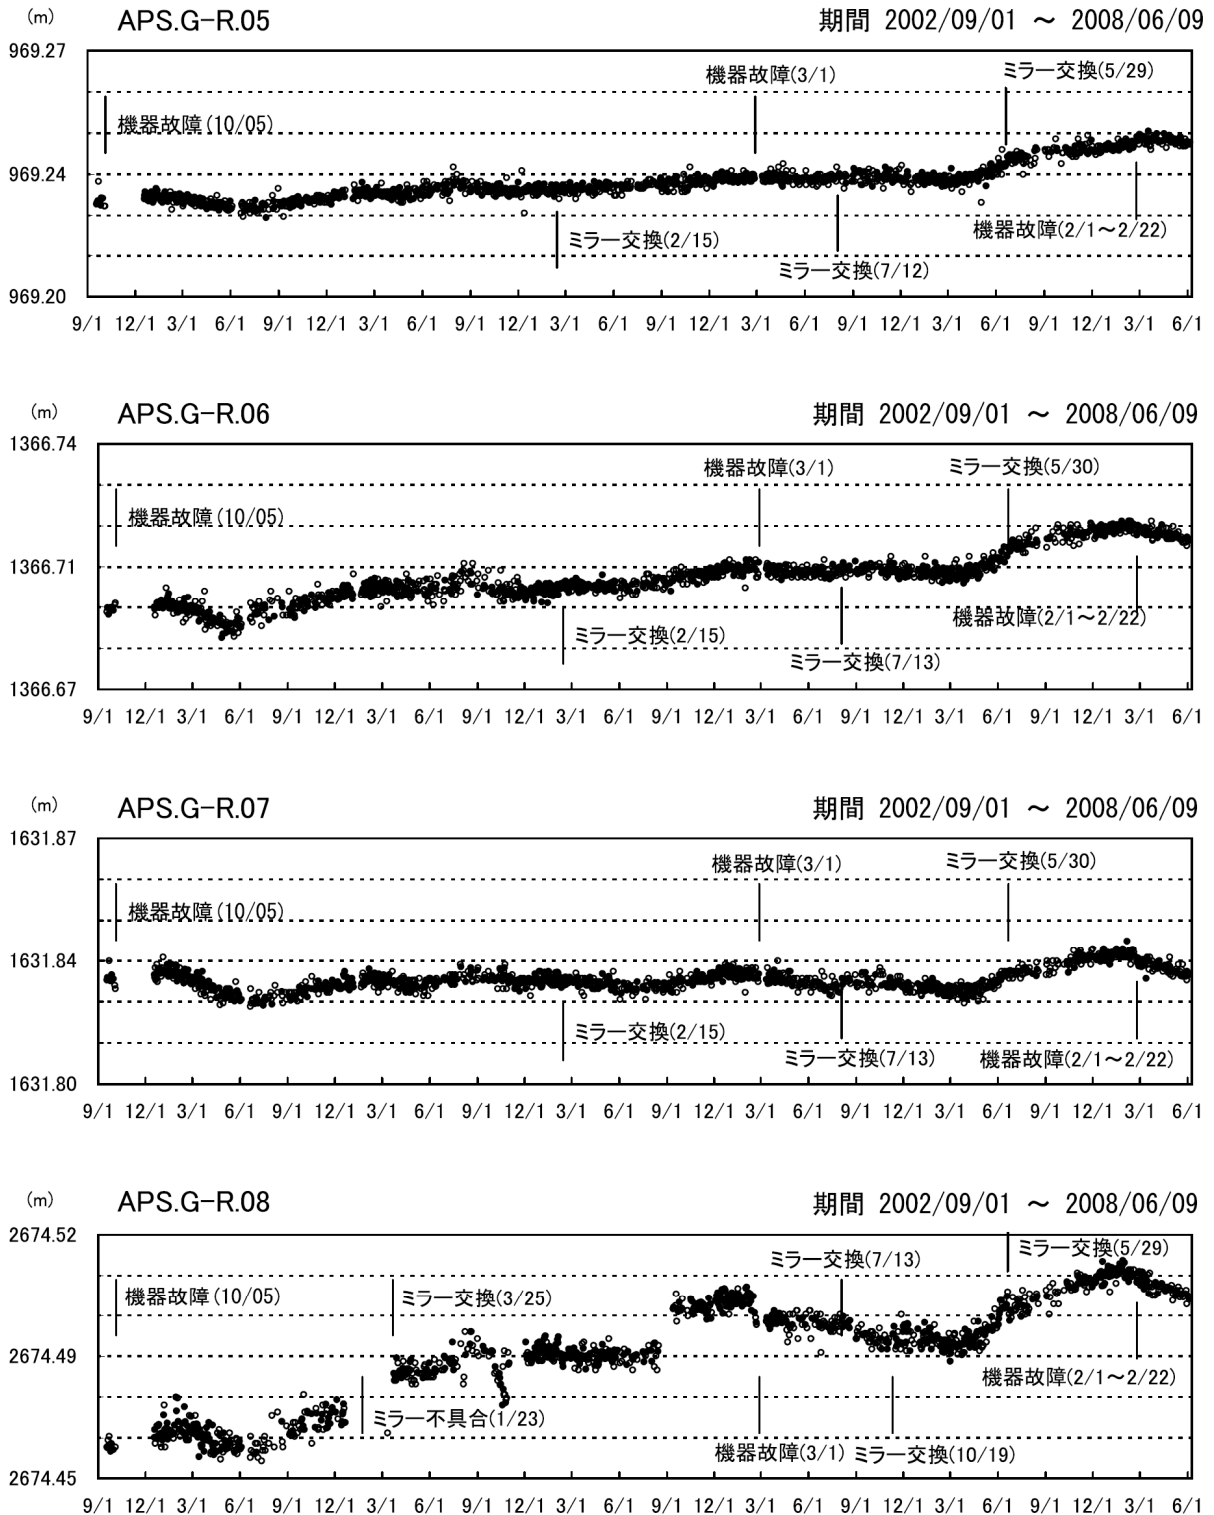 (m) APS.G-R.05 期間 2002/09/01 ～ 2008/06/09
969.27
機器故障(3/1) ミラー交換(5/29)
機器故障(10/05)
969.24
ミラー交換(2/15) 機器故障(2/1～2/22)
ミラー交換(7/12)
969.20
9/1 12/1 3/1 6/1 9/1 12/1 3/1 6/1 9/1 12/1 3/1 6/1 9/1 12/1 3/1 6/1 9/1 12/1 3/1 6/1 9/1 12/1 3/1 6/1
(m) APS.G-R.06 期間 2002/09/01 ～ 2008/06/09
1366.74
機器故障(3/1) ミラー交換(5/30)
機器故障(10/05)
1366.71
機器故障(2/1～2/22)
ミラー交換(2/15)
ミラー交換(7/13)
1366.67
9/1 12/1 3/1 6/1 9/1 12/1 3/1 6/1 9/1 12/1 3/1 6/1 9/1 12/1 3/1 6/1 9/1 12/1 3/1 6/1 9/1 12/1 3/1 6/1
(m) APS.G-R.07 期間 2002/09/01 ～ 2008/06/09
1631.87
機器故障(3/1) ミラー交換(5/30)
機器故障(10/05)
1631.84
ミラー交換(2/15)
ミラー交換(7/13) 機器故障(2/1～2/22)
1631.80
9/1 12/1 3/1 6/1 9/1 12/1 3/1 6/1 9/1 12/1 3/1 6/1 9/1 12/1 3/1 6/1 9/1 12/1 3/1 6/1 9/1 12/1 3/1 6/1
(m) APS.G-R.08 期間 2002/09/01 ～ 2008/06/09
2674.52
ミラー交換(7/13) ミラー交換(5/29)
機器故障(10/05) ミラー交換(3/25)
2674.49
機器故障(2/1～2/22)
ミラー不具合(1/23)
機器故障(3/1) ミラー交換(10/19)
2674.45
9/1 12/1 3/1 6/1 9/1 12/1 3/1 6/1 9/1 12/1 3/1 6/1 9/1 12/1 3/1 6/1 9/1 12/1 3/1 6/1 9/1 12/1 3/1 6/1